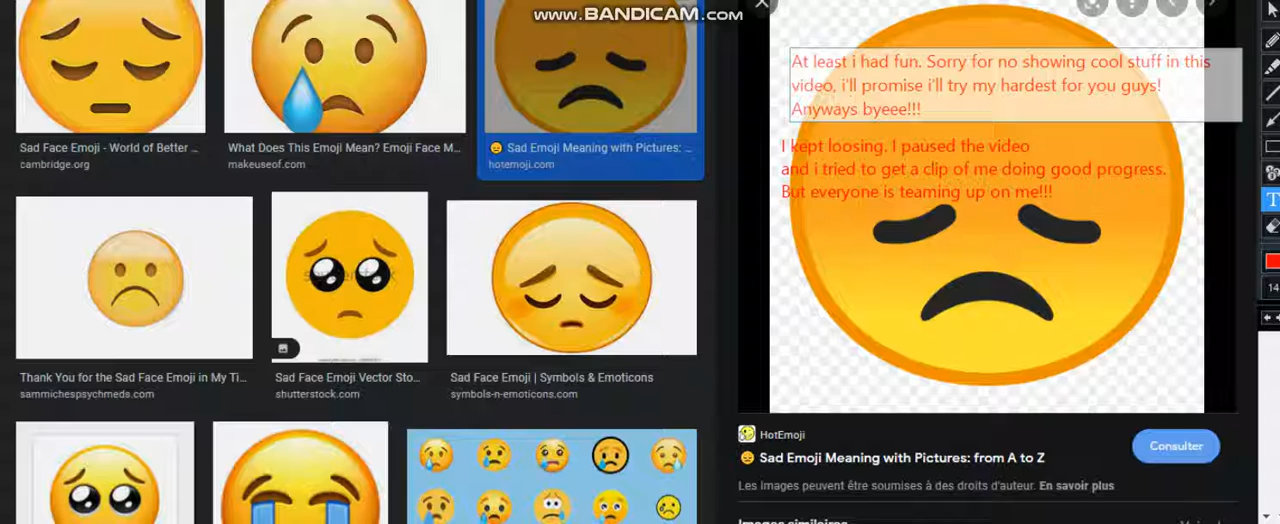 www.BANDICAM.com
At least i had fun. Sorry for no showing cool stuff in this
video, i'll promise i'll try my hardest for you guys!
Anyways byeee!!!
I kept loosing. I paused the video
and i tried to get a clip of me doing good progress.
But everyone is teaming up on me!!!
Sad Face Emoji - World of Better ...
cambridge.org
What Does This Emoji Mean? Emoji Face M...
makeuseof.com
😞 Sad Emoji Meaning with Pictures: ...
hotemoji.com
Thank You for the Sad Face Emoji in My Ti...
sammichespsychmeds.com
Sad Face Emoji Vector Sto...
shutterstock.com
Sad Face Emoji | Symbols & Emoticons
symbols-n-emoticons.com
HotEmoji
Consulter
😞 Sad Emoji Meaning with Pictures: from A to Z
Les images peuvent être soumises à des droits d'auteur. En savoir plus
Images similaires
T
14